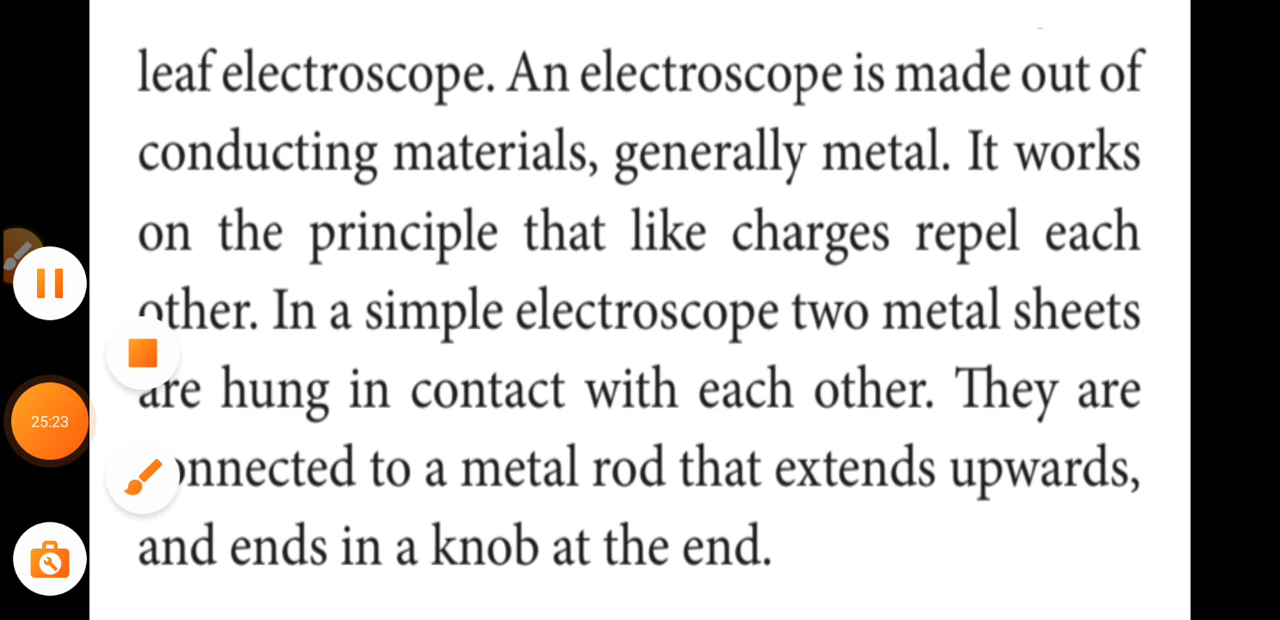 leaf electroscope. An electroscope is made out of
conducting materials, generally metal. It works
on the principle that like charges repel each
other. In a simple electroscope two metal sheets
are hung in contact with each other. They are
connected to a metal rod that extends upwards,
and ends in a knob at the end.
25:23